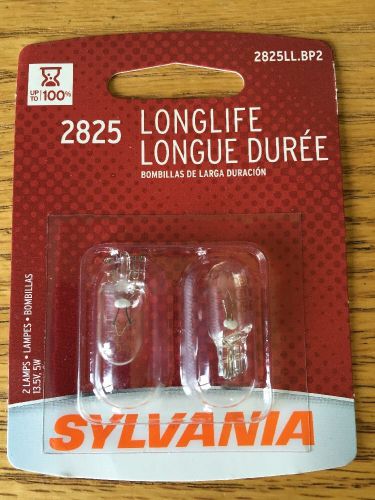 2825LL.BP2
UP TO 100%
2825 LONGLIFE
LONGUE DURÉE
BOMBILLAS DE LARGA DURACIÓN
2 LAMPS • LAMPES • BOMBILLAS
13.5V, 5W
SYLVANIA